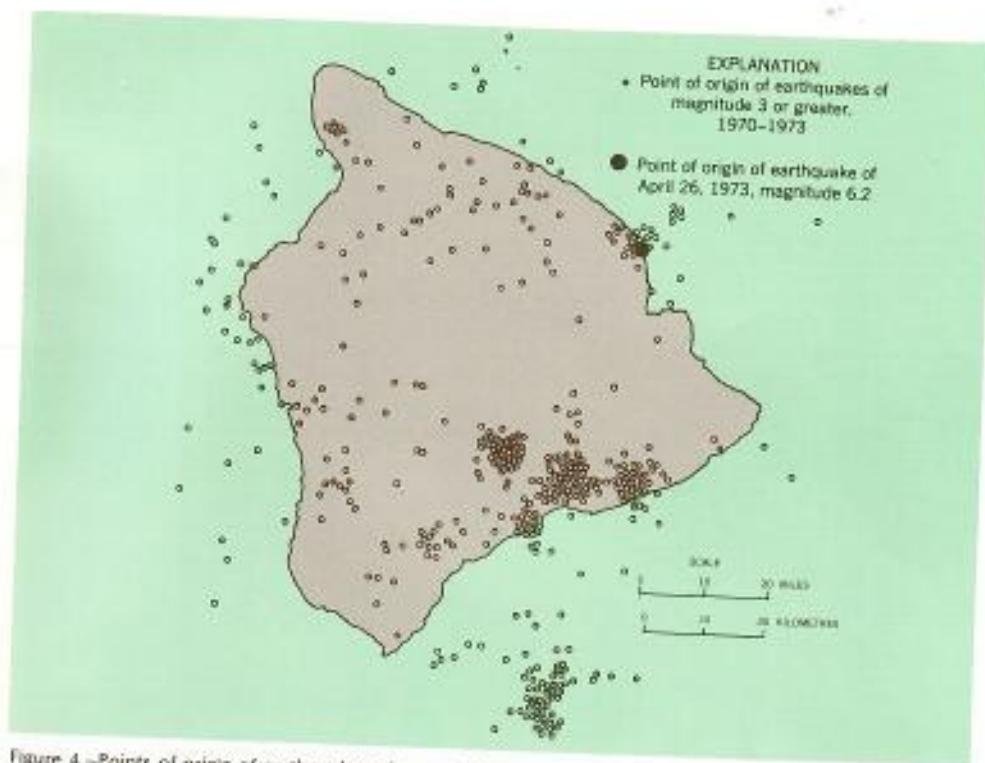 EXPLANATION
Point of origin of earthquakes of
magnitude 3 or greater,
1970-1973
Point of origin of earthquake of
April 26, 1973, magnitude 6.2
SCALE
0 10 20 MILES
0 10 20 KILOMETERS
Figure 4.-Points of origin of